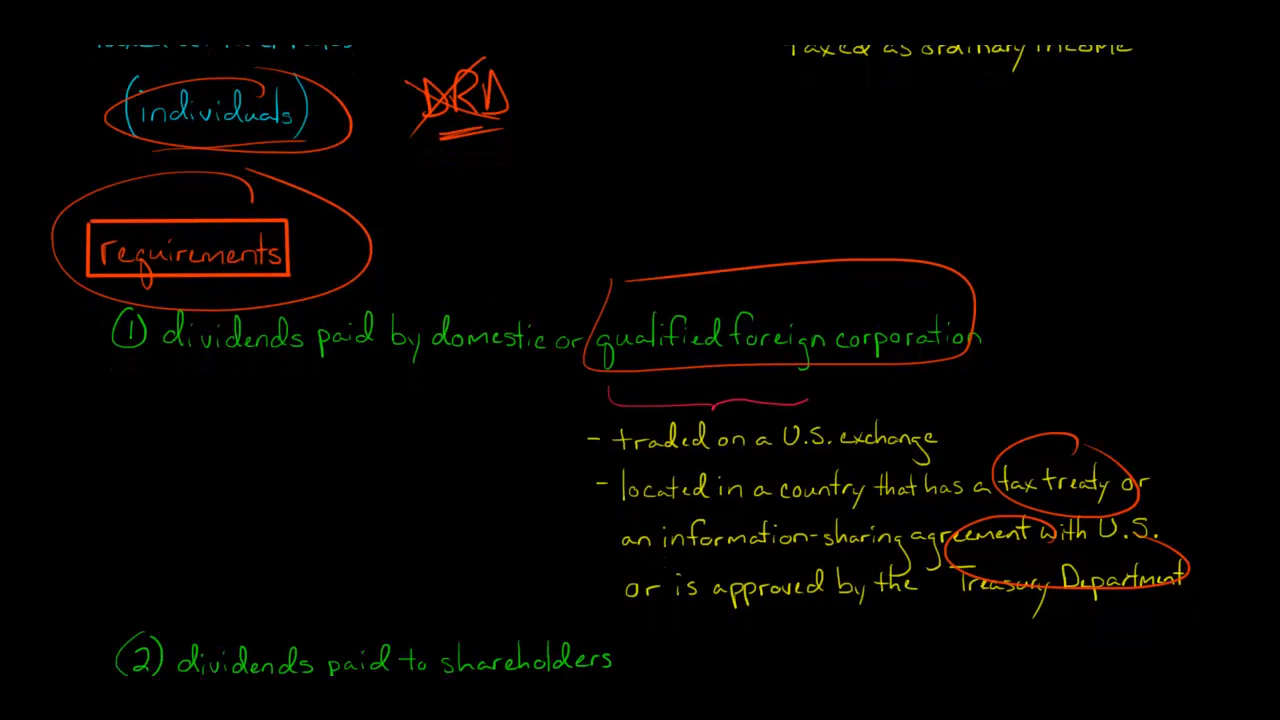 Taxed as ordinary income
(individuals) DRD
requirements
(1) dividends paid by domestic or qualified foreign corporation
- traded on a U.S. exchange
- located in a country that has a tax treaty or
an information-sharing agreement with U.S.
or is approved by the Treasury Department
(2) dividends paid to shareholders